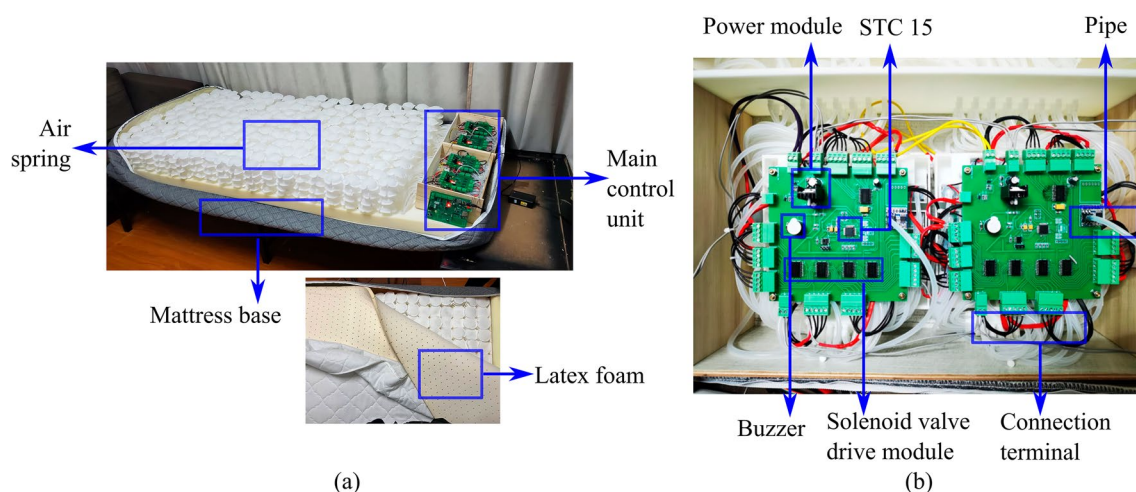 Power module
STC 15
Pipe
Air
spring
Main
control
unit
Mattress base
Latex foam
Buzzer
Solenoid valve
drive module
Connection
terminal
(a)
(b)